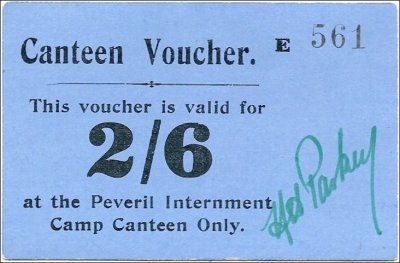 Canteen Voucher. E 561
This voucher is valid for
2/6
at the Peveril Internment
Camp Canteen Only.